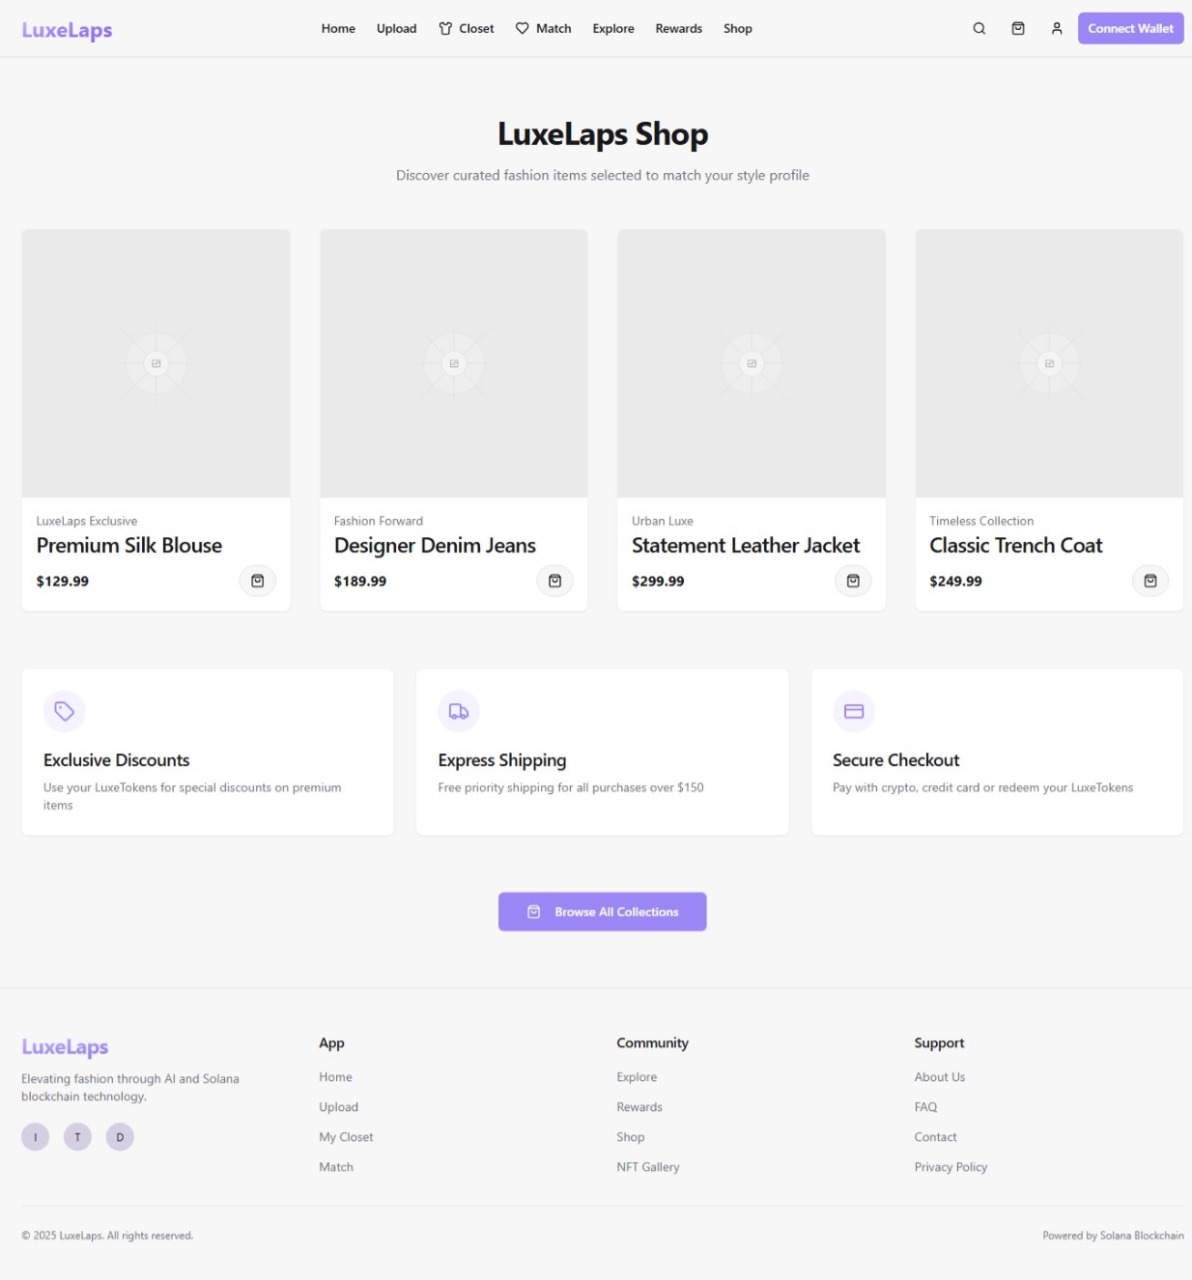 LuxeLaps
Home Upload Closet Match Explore Rewards Shop
Connect Wallet
LuxeLaps Shop
Discover curated fashion items selected to match your style profile
LuxeLaps Exclusive
Premium Silk Blouse
$129.99
Fashion Forward
Designer Denim Jeans
$189.99
Urban Luxe
Statement Leather Jacket
$299.99
Timeless Collection
Classic Trench Coat
$249.99
Exclusive Discounts
Use your LuxeTokens for special discounts on premium
items
Express Shipping
Free priority shipping for all purchases over $150
Secure Checkout
Pay with crypto, credit card or redeem your LuxeTokens
Browse All Collections
LuxeLaps
Elevating fashion through AI and Solana
blockchain technology.
I T D
App
Home
Upload
My Closet
Match
Community
Explore
Rewards
Shop
NFT Gallery
Support
About Us
FAQ
Contact
Privacy Policy
© 2025 LuxeLaps. All rights reserved.
Powered by Solana Blockchain